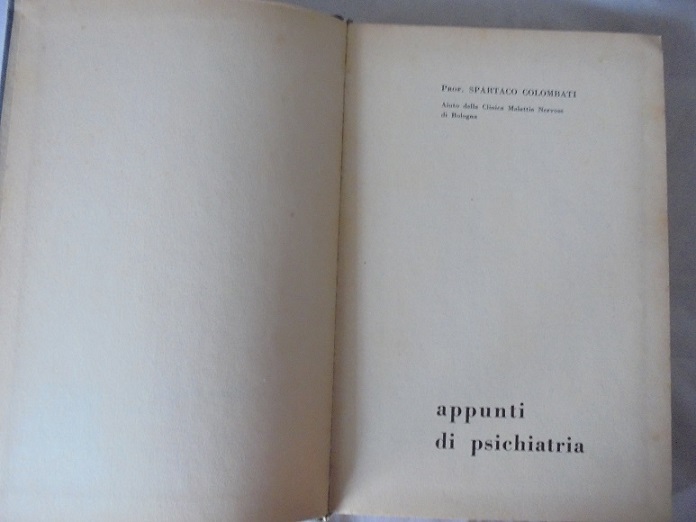 Prof. SPARTACO COLOMBATI
Aiuto della Clinica Malattie Nervose
di Bologna
appunti
di psichiatria